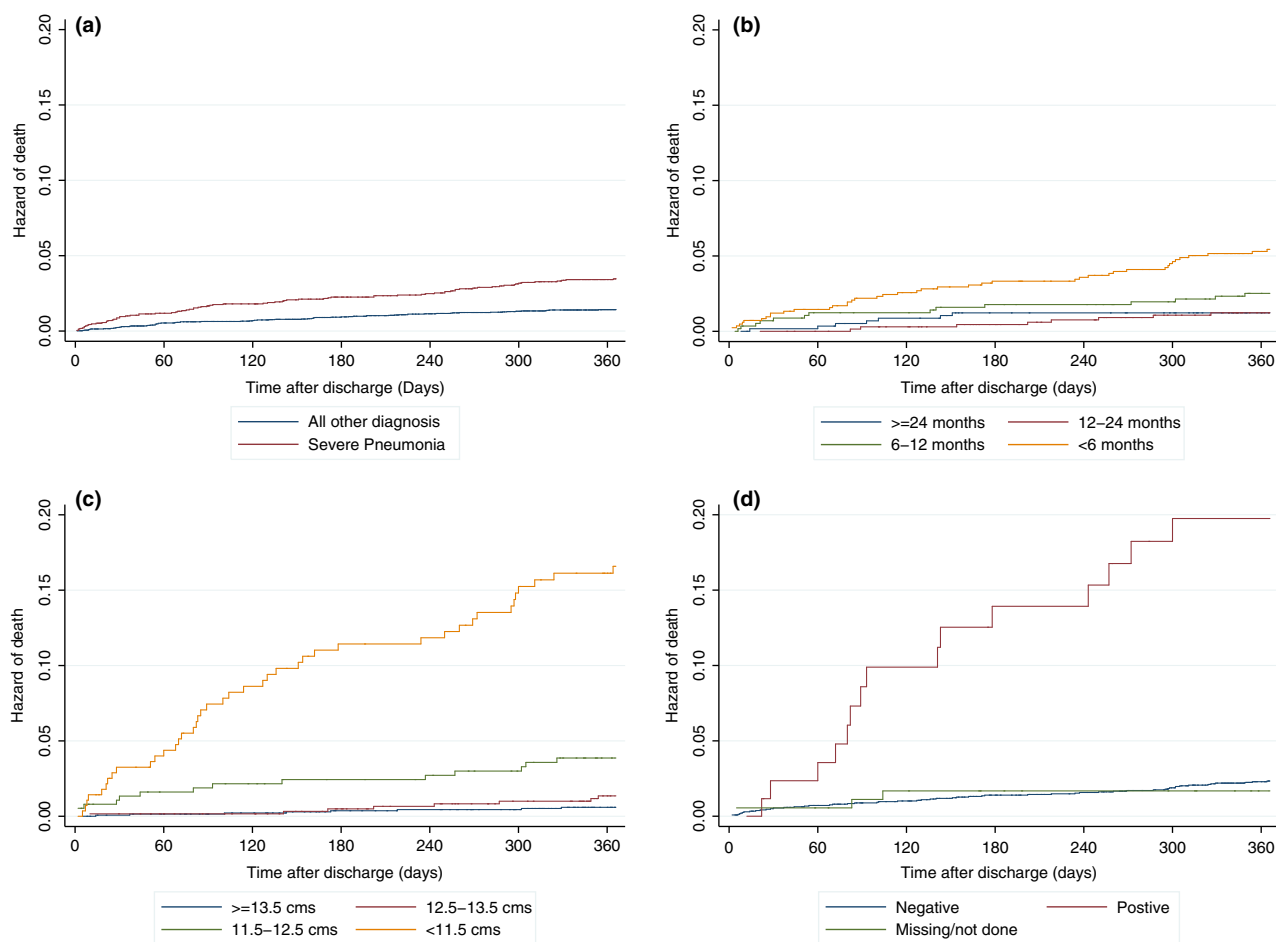 (a)
Hazard of death
0.20
0.15
0.10
0.05
0.00
0 60 120 180 240 300 360
Time after discharge (Days)
All other diagnosis
Severe Pneumonia
(b)
Hazard of death
0.20
0.15
0.10
0.05
0.00
0 60 120 180 240 300 360
Time after discharge (days)
>=24 months 12–24 months
6–12 months <6 months
(c)
Hazard of death
0.20
0.15
0.10
0.05
0.00
0 60 120 180 240 300 360
Time after discharge (days)
>=13.5 cms 12.5–13.5 cms
11.5–12.5 cms <11.5 cms
(d)
Hazard of death
0.20
0.15
0.10
0.05
0.00
0 60 120 180 240 300 360
Time after discharge (days)
Negative Postive
Missing/not done